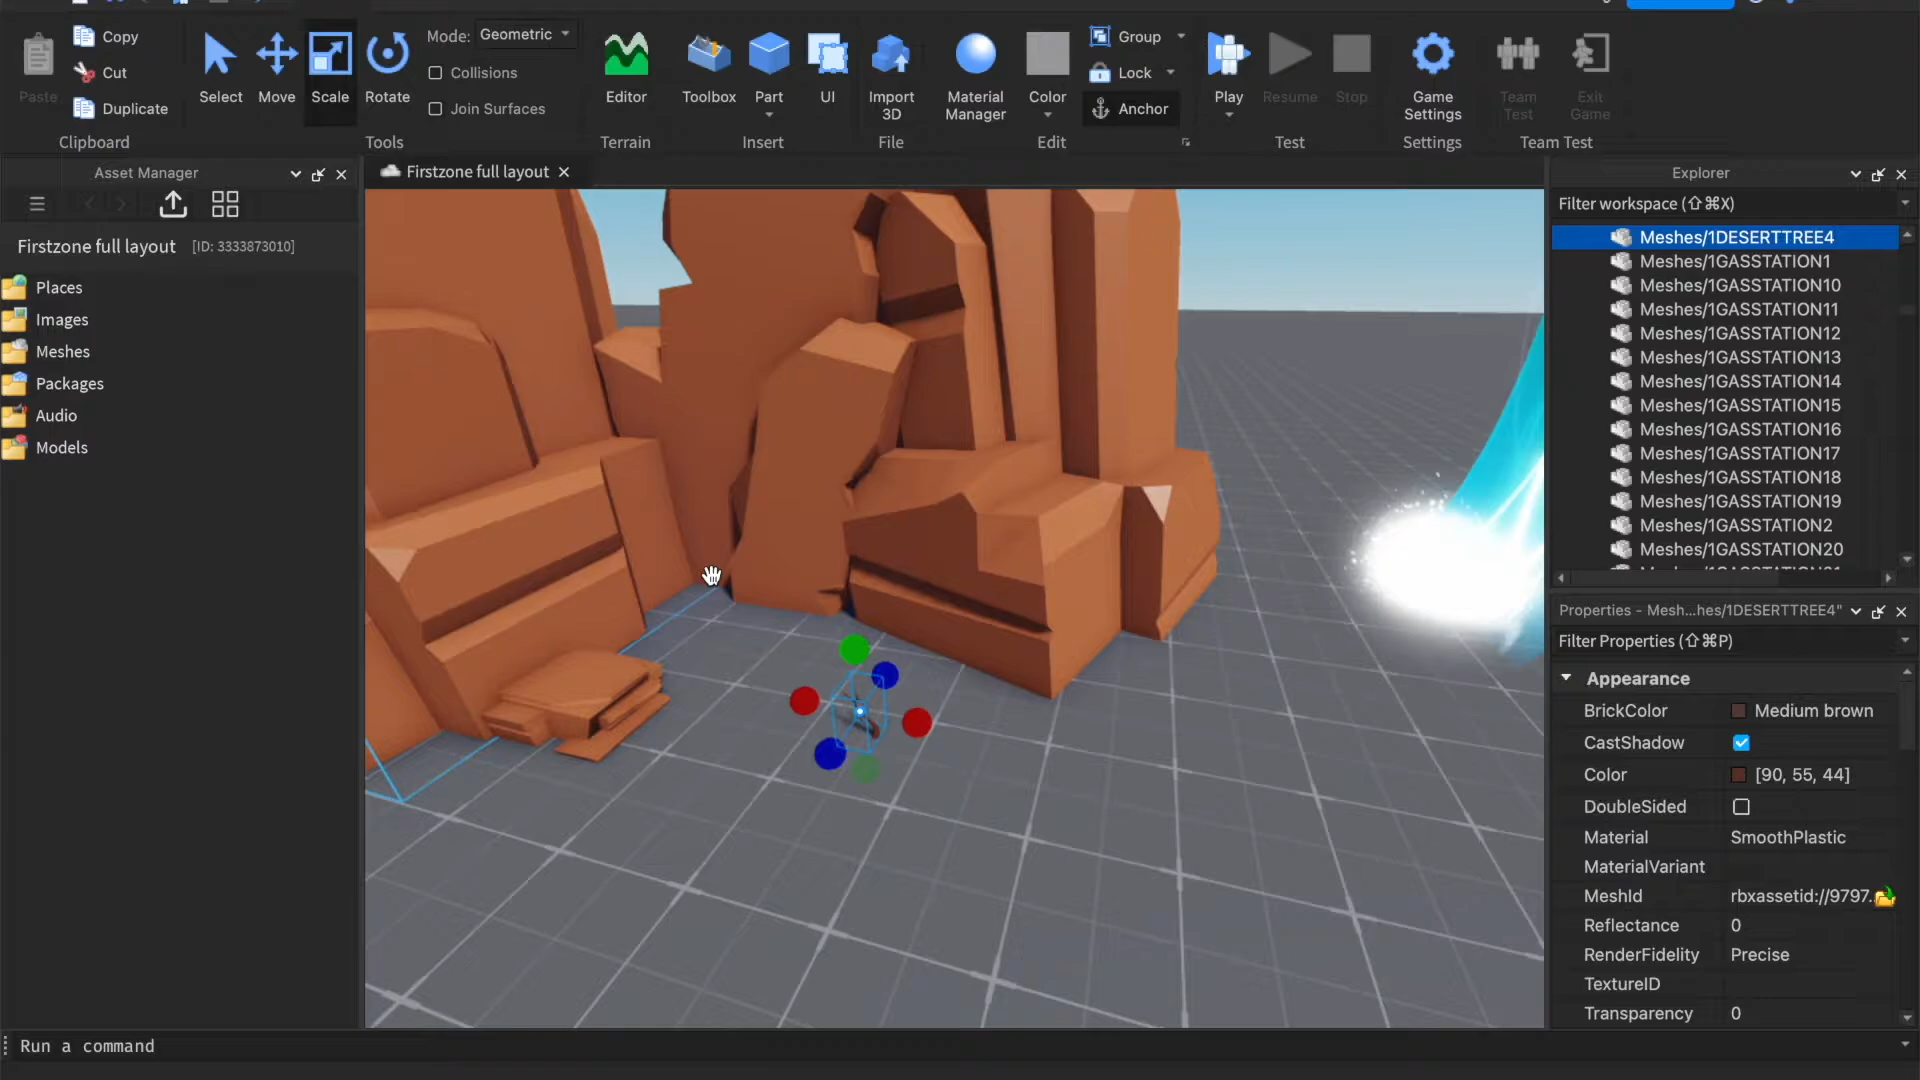 Copy
Mode: Geometric
Group
Cut
Collisions
Lock
Paste
Select
Move
Scale
Rotate
Editor
Toolbox
Part
UI
Import 3D
Material Manager
Color
Play
Resume
Stop
Game Settings
Team Test
Exit Game
Duplicate
Join Surfaces
Anchor
Clipboard
Tools
Terrain
Insert
File
Edit
Test
Settings
Team Test
Asset Manager
Firstzone full layout
Explorer
Filter workspace (⇧⌘X)
Firstzone full layout [ID: 3333873010]
Places
Images
Meshes
Packages
Audio
Models
Meshes/1DESERTTREE4
Meshes/1GASSTATION1
Meshes/1GASSTATION10
Meshes/1GASSTATION11
Meshes/1GASSTATION12
Meshes/1GASSTATION13
Meshes/1GASSTATION14
Meshes/1GASSTATION15
Meshes/1GASSTATION16
Meshes/1GASSTATION17
Meshes/1GASSTATION18
Meshes/1GASSTATION19
Meshes/1GASSTATION2
Meshes/1GASSTATION20
Properties - Mesh...hes/1DESERTTREE4"
Filter Properties (⇧⌘P)
Appearance
BrickColor Medium brown
CastShadow
Color [90, 55, 44]
DoubleSided
Material SmoothPlastic
MaterialVariant
MeshId rbxassetid://9797...
Reflectance 0
RenderFidelity Precise
TextureID
Transparency 0
Run a command